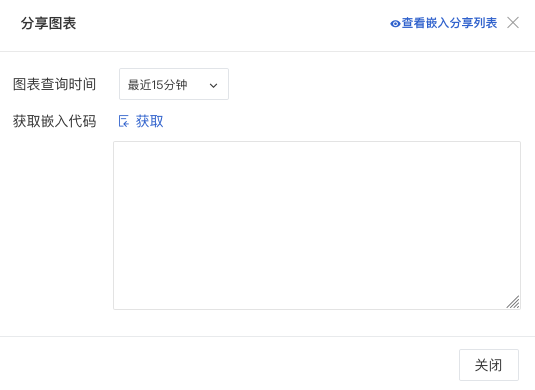 分享图表
查看嵌入分享列表
图表查询时间 最近15分钟
获取嵌入代码 获取
关闭